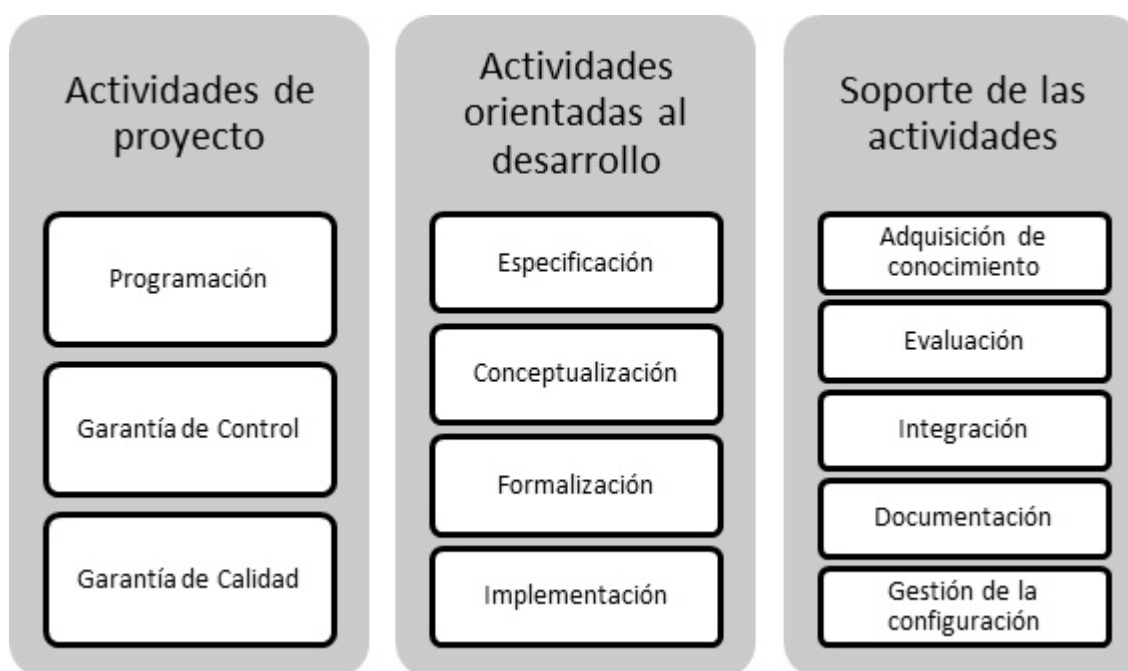 Actividades de
proyecto
Programación
Garantía de Control
Garantía de Calidad
Actividades
orientadas al
desarrollo
Especificación
Conceptualización
Formalización
Implementación
Soporte de las
actividades
Adquisición de
conocimiento
Evaluación
Integración
Documentación
Gestión de la
configuración